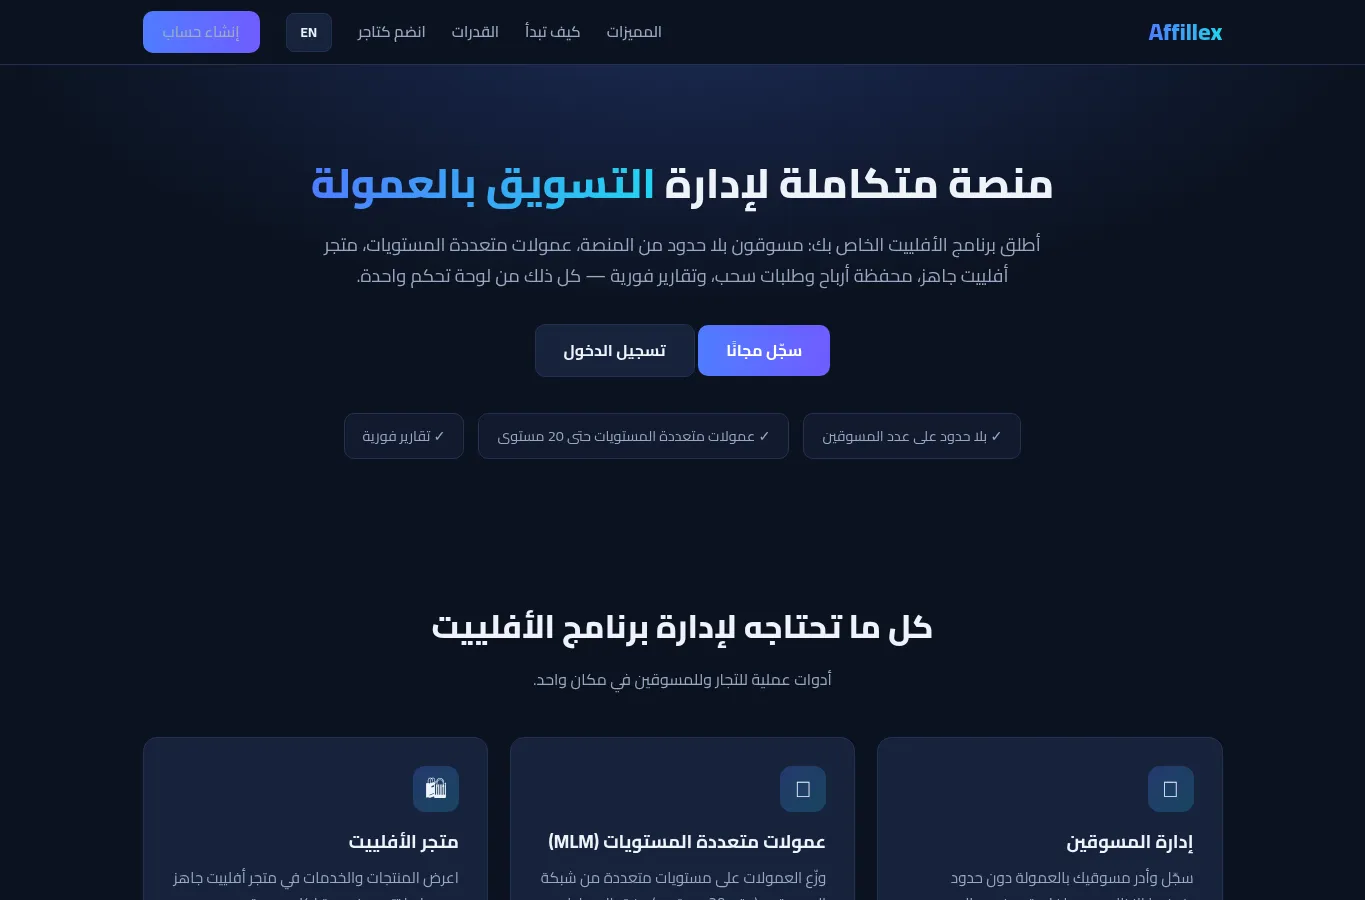 Affillex
المميزات
كيف تبدأ
القدرات
انضم كتاجر
EN
إنشاء حساب
منصة متكاملة لإدارة التسويق بالعمولة
أطلق برنامج الأفلييت الخاص بك: مسوقون بلا حدود من المنصة، عمولات متعددة المستويات، متجر
أفلييت جاهز، محفظة أرباح وطلبات سحب، وتقارير فورية — كل ذلك من لوحة تحكم واحدة.
سجّل مجانًا
تسجيل الدخول
✓ بلا حدود على عدد المسوقين
✓ عمولات متعددة المستويات حتى 20 مستوى
✓ تقارير فورية
كل ما تحتاجه لإدارة برنامج الأفلييت
أدوات عملية للتجار وللمسوقين في مكان واحد.
إدارة المسوقين
سجّل وأدر مسوقيك بالعمولة دون حدود
عمولات متعددة المستويات (MLM)
وزّع العمولات على مستويات متعددة من شبكة
متجر الأفلييت
اعرض المنتجات والخدمات في متجر أفلييت جاهز